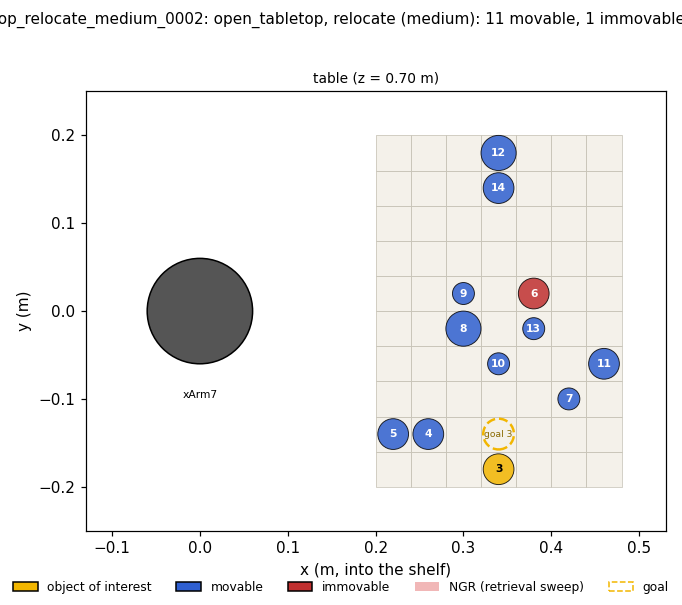 op_relocate_medium_0002: open_tabletop, relocate (medium): 11 movable, 1 immovable
table (z = 0.70 m)
0.2
0.1
0.0
−0.1
−0.2
y (m)
12
14
9
6
8
13
10
11
7
5
4
goal 3
3
xArm7
−0.1
0.0
0.1
0.2
0.3
0.4
0.5
x (m, into the shelf)
object of interest
movable
immovable
NGR (retrieval sweep)
goal